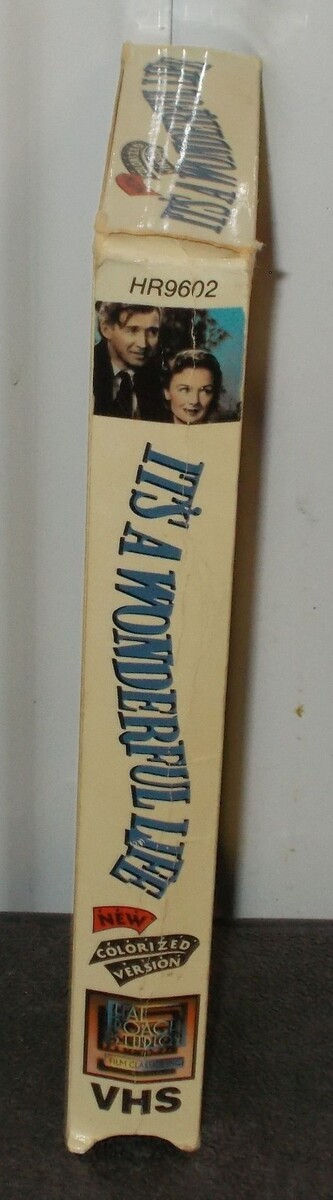 IT'S A WONDERFUL LIFE
HR9602
IT'S A WONDERFUL LIFE
NEW
COLORIZED
VERSION
HAL
ROACH
STUDIOS
FILM CLASSICS
VHS